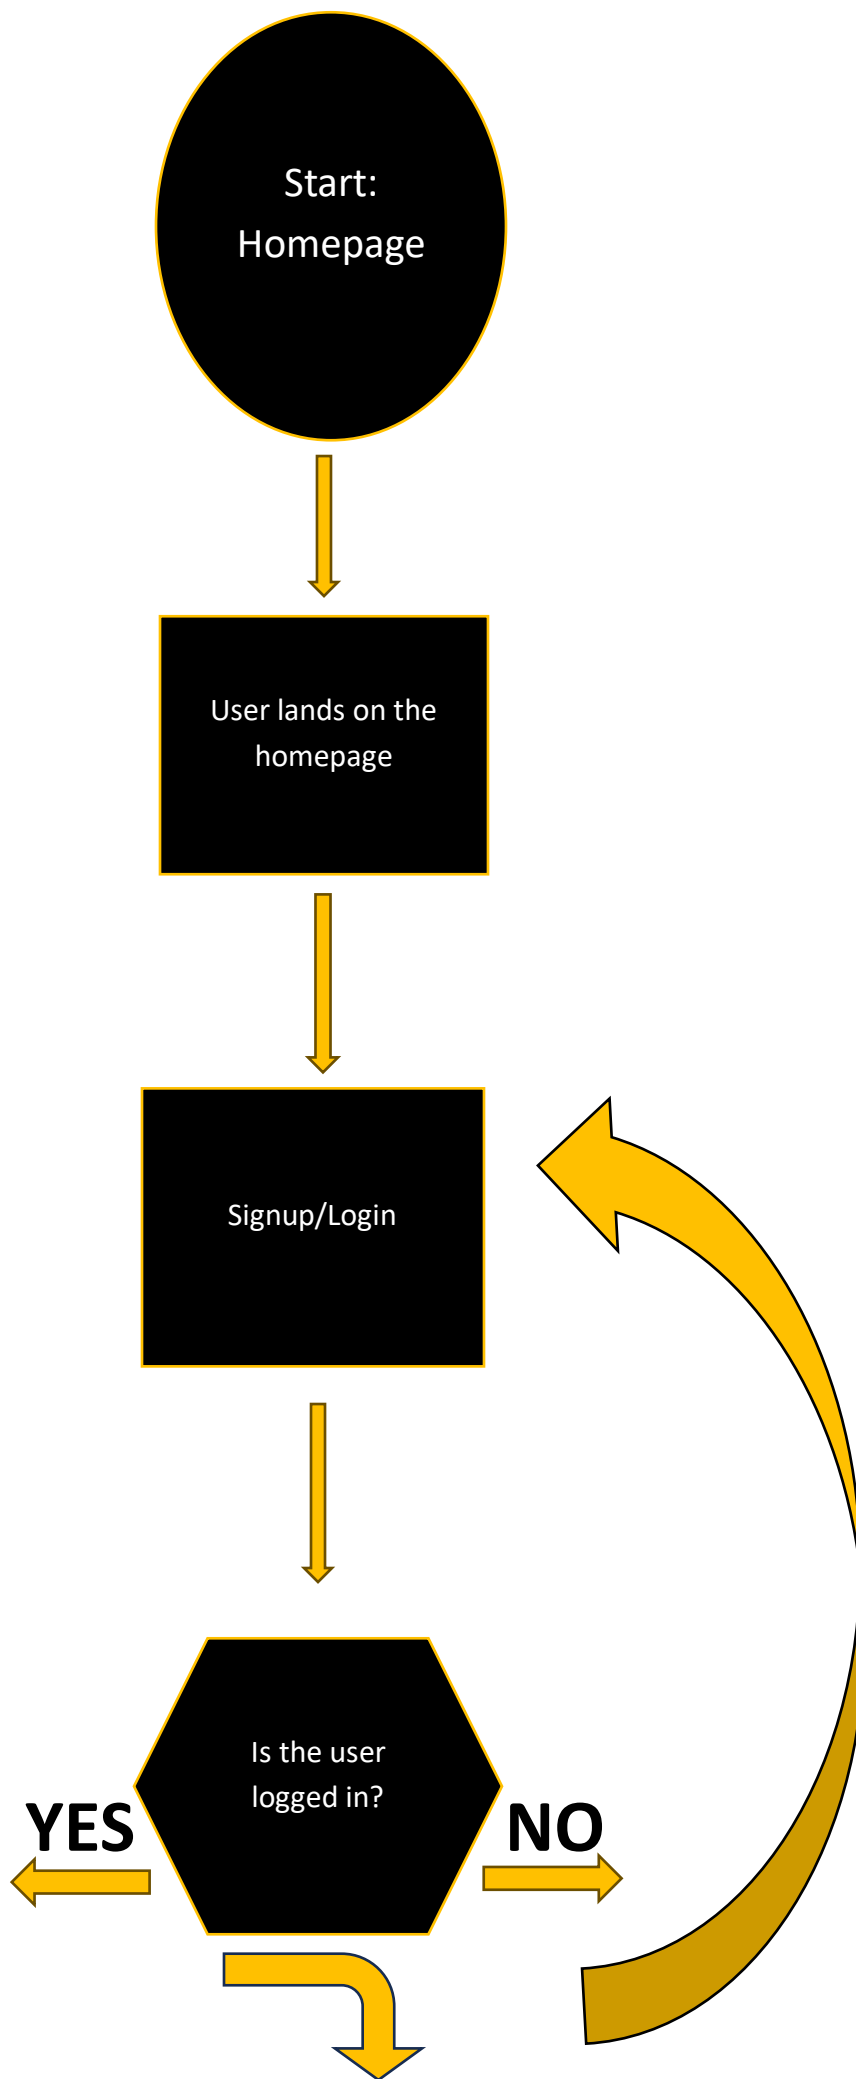 Start:
Homepage
User lands on the
homepage
Signup/Login
Is the user
logged in?
YES
NO